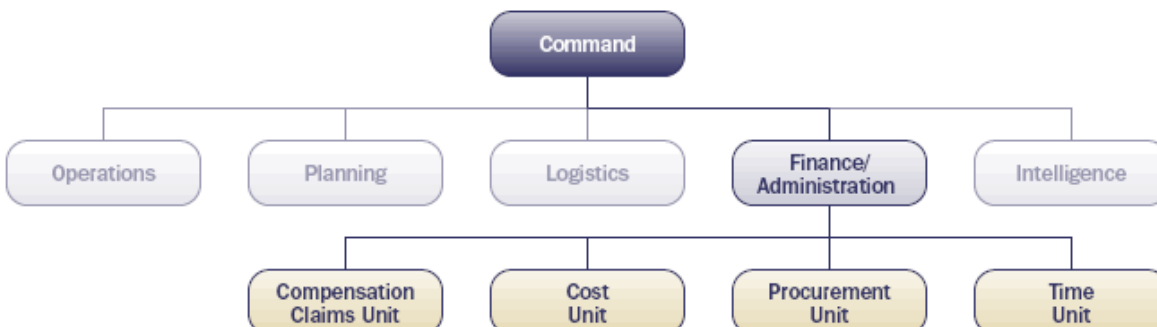 Command
Operations
Planning
Logistics
Finance/
Administration
Intelligence
Compensation
Claims Unit
Cost
Unit
Procurement
Unit
Time
Unit